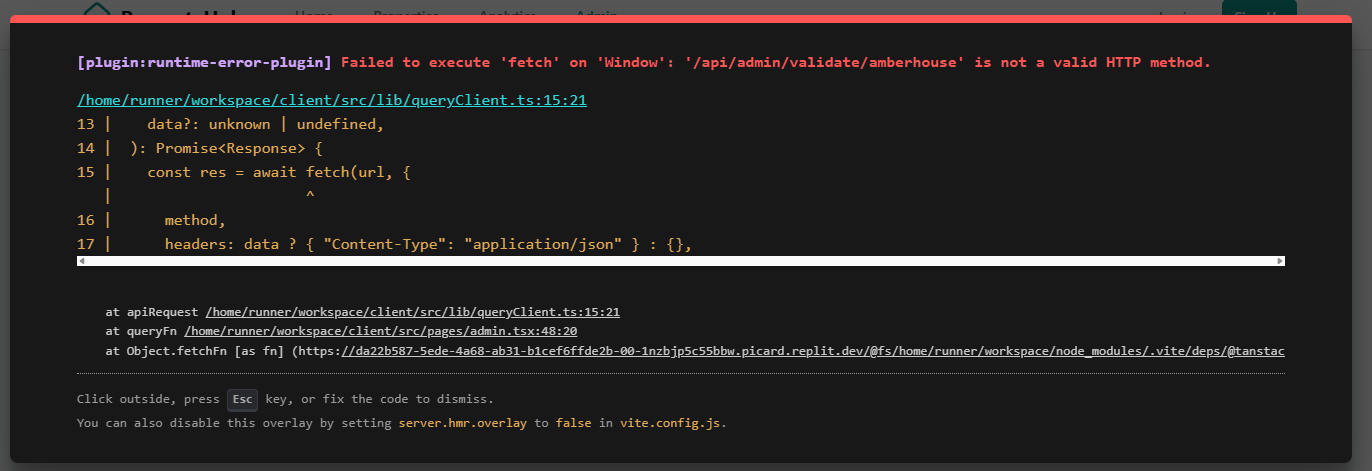 Home Properties Analytics Admin Sign Up
[plugin:runtime-error-plugin] Failed to execute 'fetch' on 'Window': '/api/admin/validate/amberhouse' is not a valid HTTP method.
/home/runner/workspace/client/src/lib/queryClient.ts:15:21
13 |    data?: unknown | undefined,
14 |  ): Promise<Response> {
15 |    const res = await fetch(url, {
   |                      ^
16 |      method,
17 |      headers: data ? { "Content-Type": "application/json" } : {},
at apiRequest /home/runner/workspace/client/src/lib/queryClient.ts:15:21
at queryFn /home/runner/workspace/client/src/pages/admin.tsx:48:20
at Object.fetchFn [as fn] (https://da22b587-5ede-4a68-ab31-b1cef6ffde2b-00-1nzbjp5c55bbw.picard.replit.dev/@fs/home/runner/workspace/node_modules/.vite/deps/@tanstac
Click outside, press Esc key, or fix the code to dismiss.
You can also disable this overlay by setting server.hmr.overlay to false in vite.config.js.